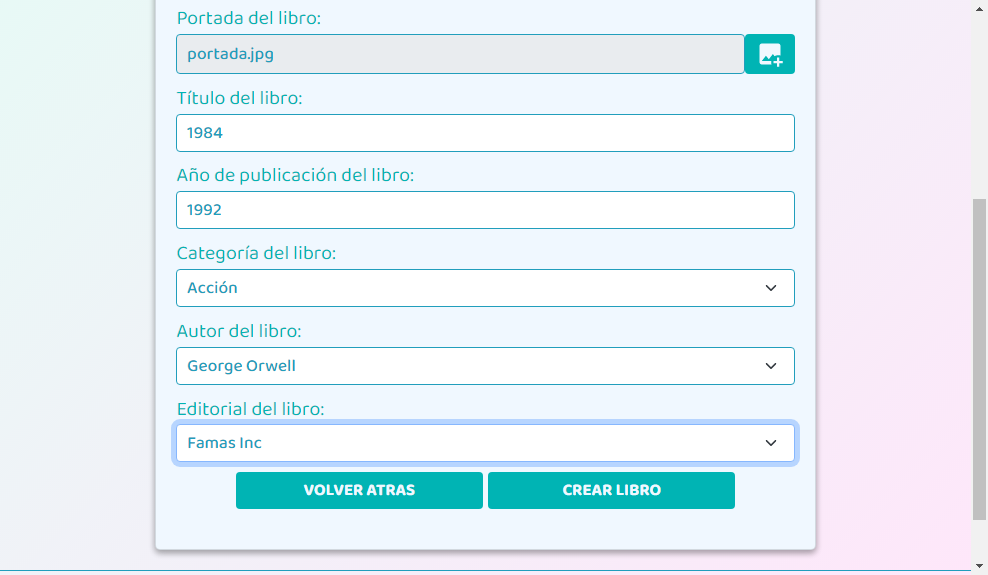 Portada del libro:
portada.jpg
Título del libro:
1984
Año de publicación del libro:
1992
Categoría del libro:
Acción
Autor del libro:
George Orwell
Editorial del libro:
Famas Inc
VOLVER ATRAS CREAR LIBRO